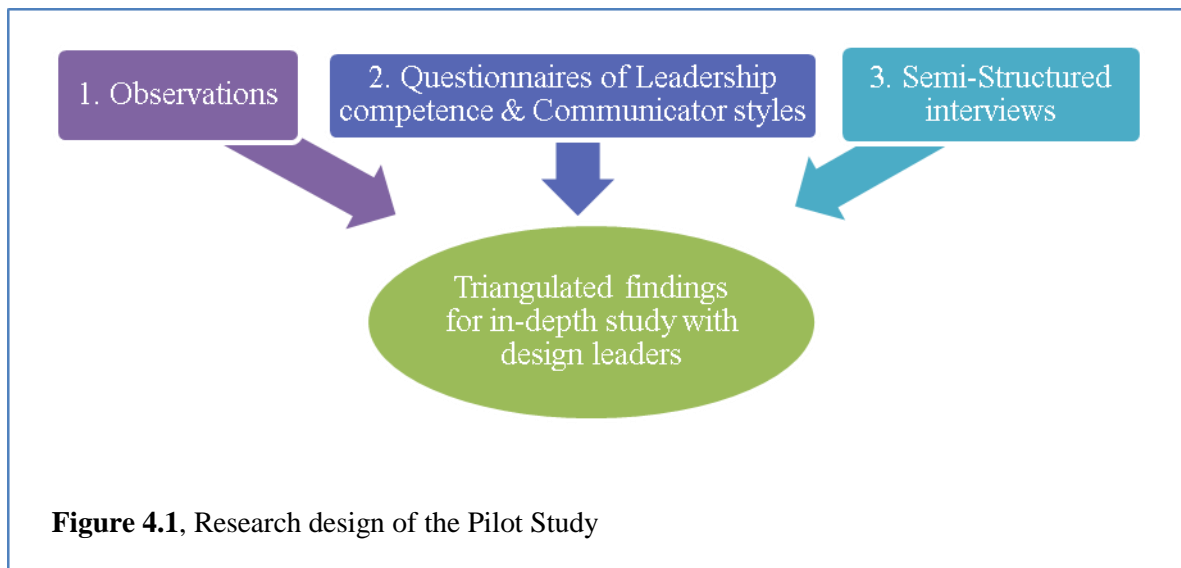 1. Observations
2. Questionnaires of Leadership
competence & Communicator styles
3. Semi-Structured
interviews
Triangulated findings
for in-depth study with
design leaders
Figure 4.1, Research design of the Pilot Study